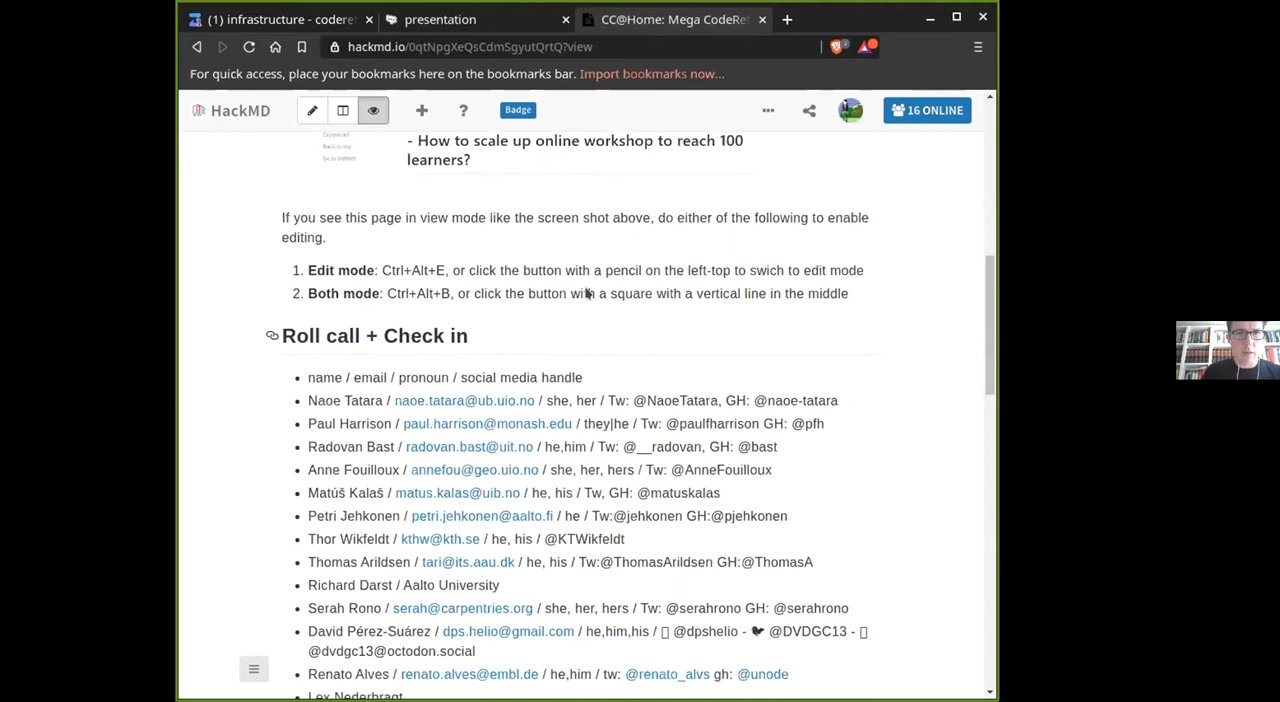 (1) infrastructure - codere
presentation
CC@Home: Mega CodeRef
hackmd.io/0qtNpgXeQsCdmSgyutQrtQ?view
For quick access, place your bookmarks here on the bookmarks bar. Import bookmarks now...
HackMD
Badge
16 ONLINE
Expand all
Back to top
Go to bottom
- How to scale up online workshop to reach 100
learners?
If you see this page in view mode like the screen shot above, do either of the following to enable
editing.
1. Edit mode: Ctrl+Alt+E, or click the button with a pencil on the left-top to swich to edit mode
2. Both mode: Ctrl+Alt+B, or click the button with a square with a vertical line in the middle
Roll call + Check in
• name / email / pronoun / social media handle
• Naoe Tatara / naoe.tatara@ub.uio.no / she, her / Tw: @NaoeTatara, GH: @naoe-tatara
• Paul Harrison / paul.harrison@monash.edu / they|he / Tw: @paulfharrison GH: @pfh
• Radovan Bast / radovan.bast@uit.no / he,him / Tw: @__radovan, GH: @bast
• Anne Fouilloux / annefou@geo.uio.no / she, her, hers / Tw: @AnneFouilloux
• Matúš Kalaš / matus.kalas@uib.no / he, his / Tw, GH: @matuskalas
• Petri Jehkonen / petri.jehkonen@aalto.fi / he / Tw:@jehkonen GH:@pjehkonen
• Thor Wikfeldt / kthw@kth.se / he, his / @KTWikfeldt
• Thomas Arildsen / tari@its.aau.dk / he, his / Tw:@ThomasArildsen GH:@ThomasA
• Richard Darst / Aalto University
• Serah Rono / serah@carpentries.org / she, her, hers / Tw: @serahrono GH: @serahrono
• David Pérez-Suárez / dps.helio@gmail.com / he,him,his / @dpshelio - 🐦 @DVDGC13 -
@dvdgc13@octodon.social
• Renato Alves / renato.alves@embl.de / he,him / tw: @renato_alvs gh: @unode
• Lex Nederbragt